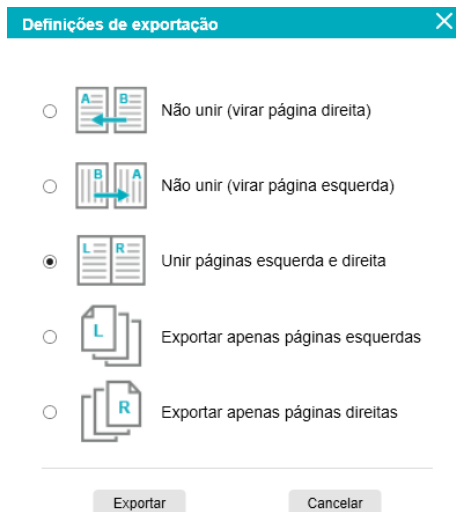 Definições de exportação
A B
Não unir (virar página direita)
B A
Não unir (virar página esquerda)
L R
Unir páginas esquerda e direita
L
Exportar apenas páginas esquerdas
R
Exportar apenas páginas direitas
Exportar Cancelar